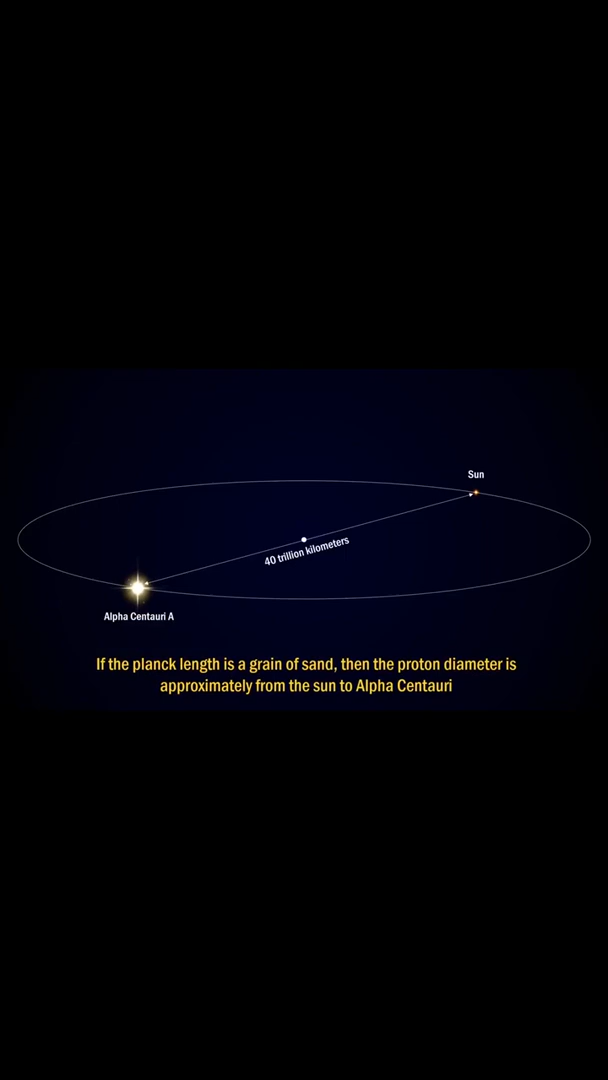 Sun
40 trillion kilometers
Alpha Centauri A
If the planck length is a grain of sand, then the proton diameter is
approximately from the sun to Alpha Centauri